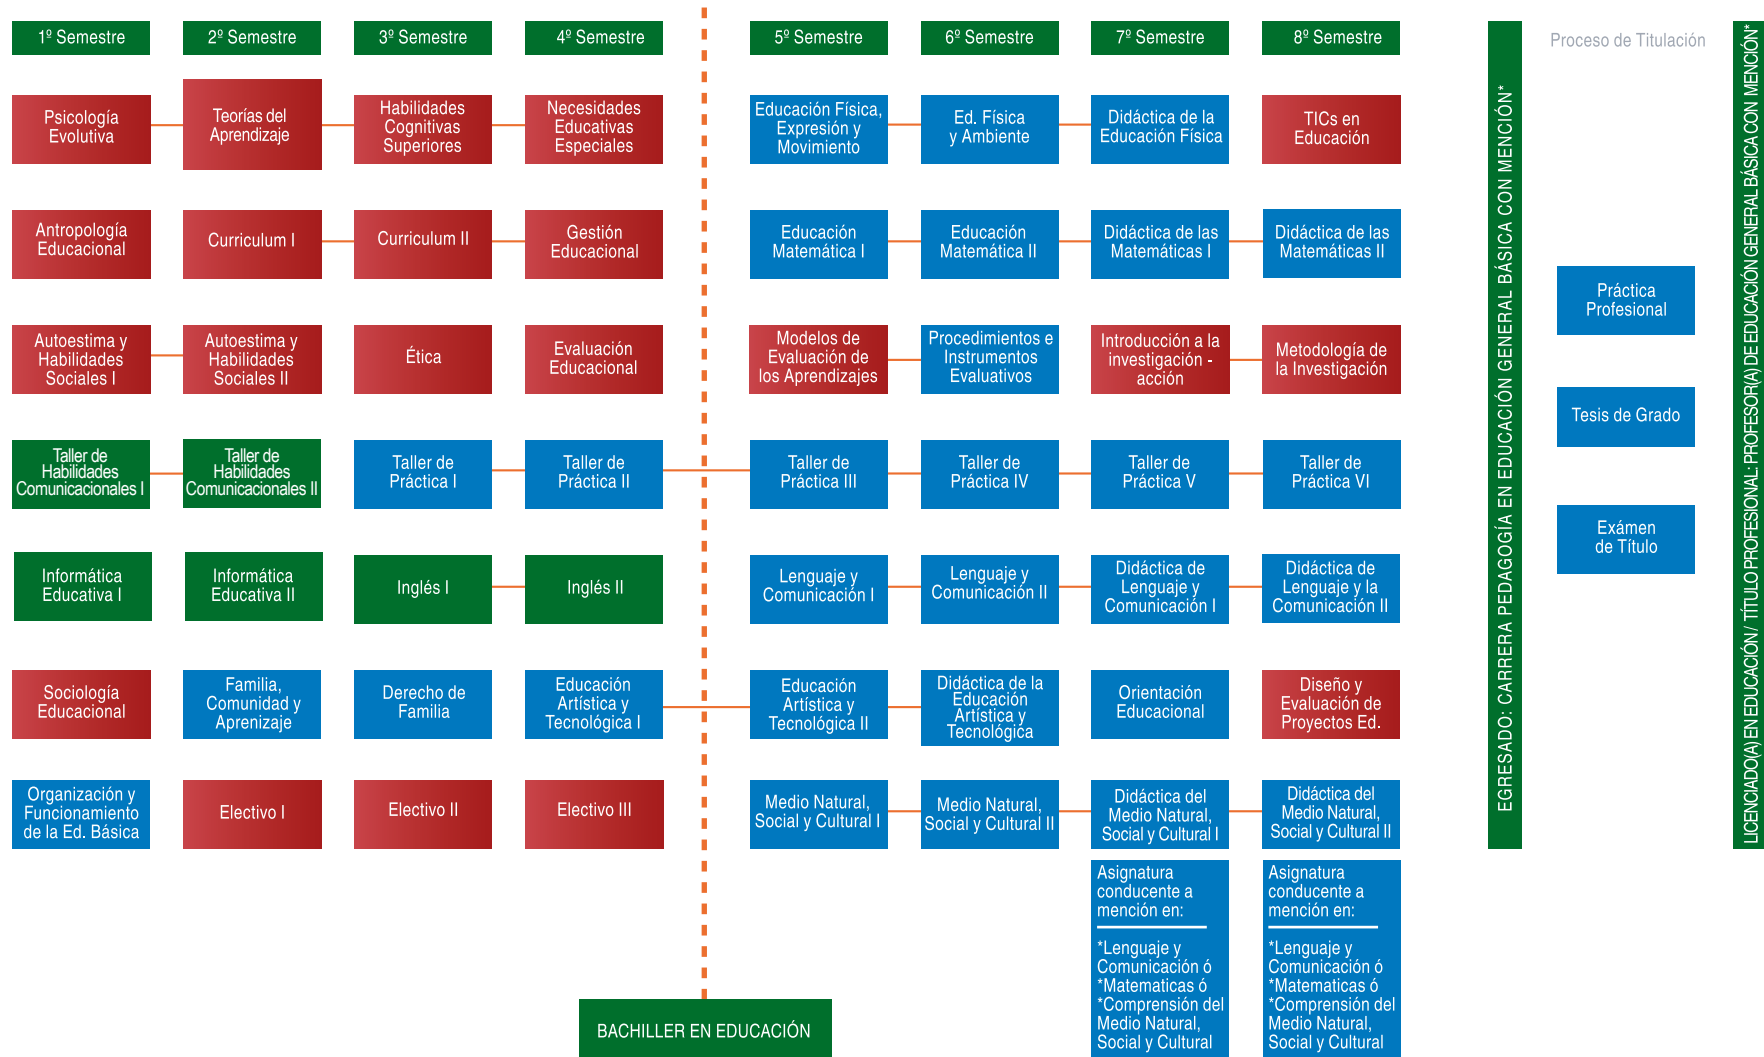 1º Semestre
2º Semestre
3º Semestre
4º Semestre
5º Semestre
6º Semestre
7º Semestre
8º Semestre
Proceso de Titulación
Psicología
Evolutiva
Teorías del
Aprendizaje
Habilidades
Cognitivas
Superiores
Necesidades
Educativas
Especiales
Educación Física,
Expresión y
Movimiento
Ed. Física
y Ambiente
Didáctica de la
Educación Física
TICs en
Educación
Antropología
Educacional
Curriculum I
Curriculum II
Gestión
Educacional
Educación
Matemática I
Educación
Matemática II
Didáctica de las
Matemáticas I
Didáctica de las
Matemáticas II
Autoestima y
Habilidades
Sociales I
Autoestima y
Habilidades
Sociales II
Ética
Evaluación
Educacional
Modelos de
Evaluación de
los Aprendizajes
Procedimientos e
Instrumentos
Evaluativos
Introducción a la
investigación -
acción
Metodología de
la Investigación
Taller de
Habilidades
Comunicacionales I
Taller de
Habilidades
Comunicacionales II
Taller de
Práctica I
Taller de
Práctica II
Taller de
Práctica III
Taller de
Práctica IV
Taller de
Práctica V
Taller de
Práctica VI
Informática
Educativa I
Informática
Educativa II
Inglés I
Inglés II
Lenguaje y
Comunicación I
Lenguaje y
Comunicación II
Didáctica de
Lenguaje y
Comunicación I
Didáctica de
Lenguaje y la
Comunicación II
Sociología
Educacional
Familia,
Comunidad y
Aprenizaje
Derecho de
Familia
Educación
Artística y
Tecnológica I
Educación
Artística y
Tecnológica II
Didáctica de la
Educación
Artística y
Tecnológica
Orientación
Educacional
Diseño y
Evaluación de
Proyectos Ed.
Organización y
Funcionamiento
de la Ed. Básica
Electivo I
Electivo II
Electivo III
Medio Natural,
Social y Cultural I
Medio Natural,
Social y Cultural II
Didáctica del
Medio Natural,
Social y Cultural I
Didáctica del
Medio Natural,
Social y Cultural II
Asignatura
conducente a
mención en:
*Lenguaje y
Comunicación ó
*Matematicas ó
*Comprensión del
Medio Natural,
Social y Cultural
Asignatura
conducente a
mención en:
*Lenguaje y
Comunicación ó
*Matematicas ó
*Comprensión del
Medio Natural,
Social y Cultural
BACHILLER EN EDUCACIÓN
EGRESADO: CARRERA PEDAGOGÍA EN EDUCACIÓN GENERAL BÁSICA CON MENCIÓN*
Práctica
Profesional
Tesis de Grado
Exámen
de Título
LICENCIADO(A) EN EDUCACIÓN / TÍTULO PROFESIONAL: PROFESOR(A) DE EDUCACIÓN GENERAL BÁSICA CON MENCIÓN*